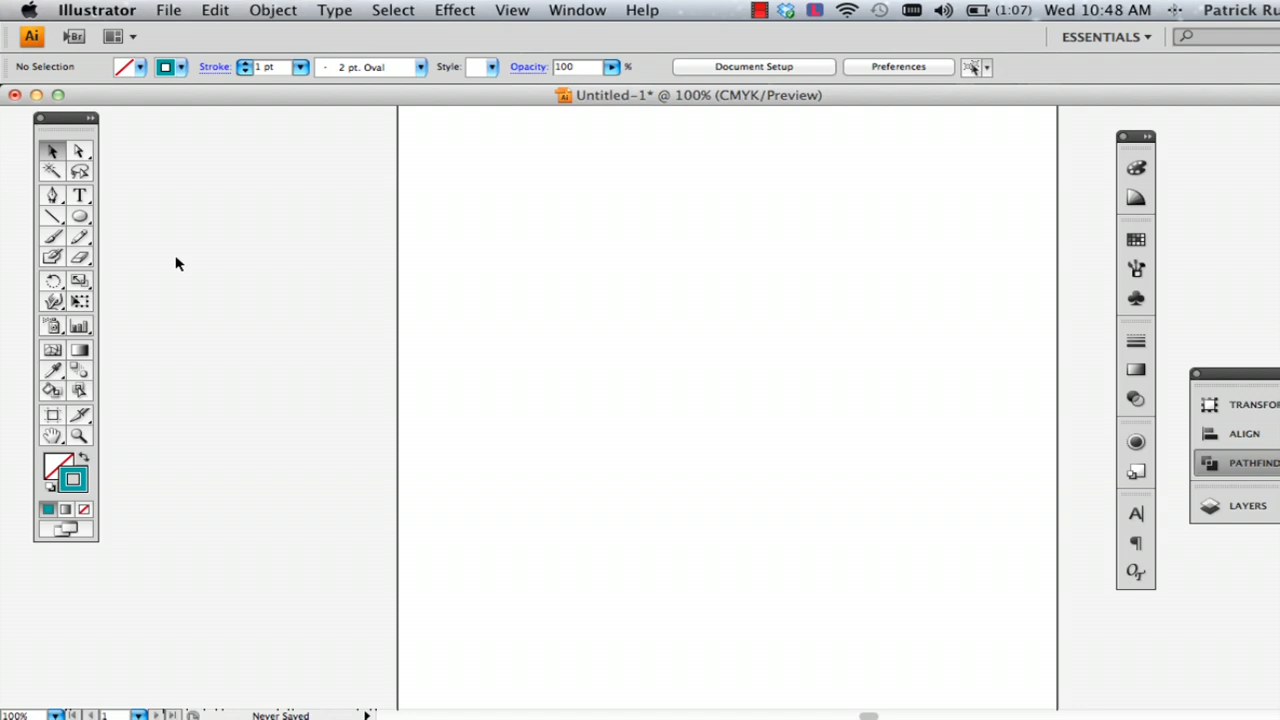 Illustrator File Edit Object Type Select Effect View Window Help (1:07) Wed 10:48 AM Patrick Ru
Ai Br ESSENTIALS
No Selection Stroke: 1 pt 2 pt. Oval Style: Opacity: 100 % Document Setup Preferences
Untitled-1* @ 100% (CMYK/Preview)
TRANSFOR
ALIGN
PATHFIND
LAYERS
100% 1 Never Saved